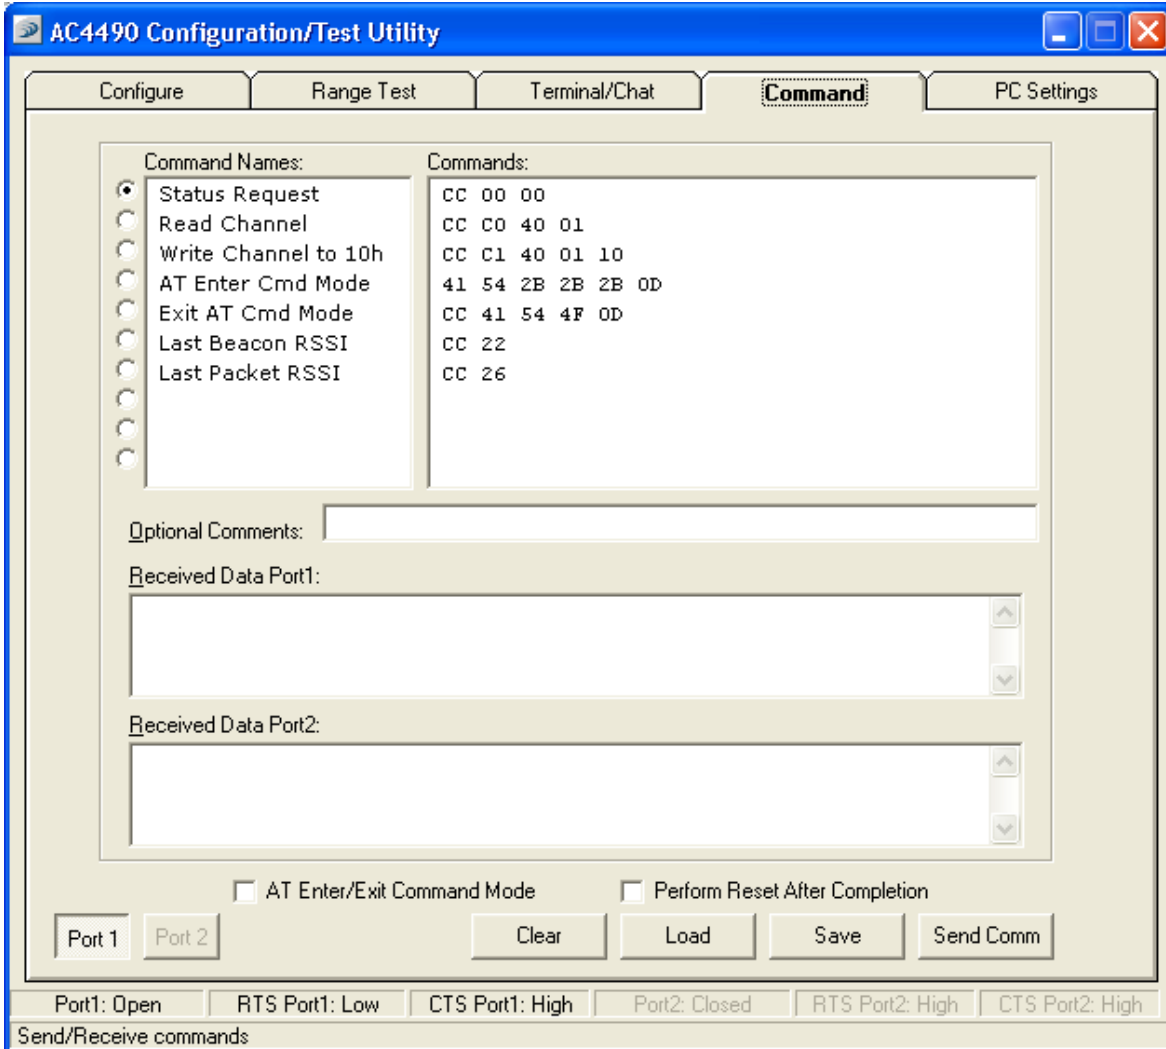 AC4490 Configuration/Test Utility
Configure Range Test Terminal/Chat Command PC Settings
Command Names: Commands:
Status Request CC 00 00
Read Channel CC C0 40 01
Write Channel to 10h CC C1 40 01 10
AT Enter Cmd Mode 41 54 2B 2B 2B 0D
Exit AT Cmd Mode CC 41 54 4F 0D
Last Beacon RSSI CC 22
Last Packet RSSI CC 26
Optional Comments:
Received Data Port1:
Received Data Port2:
AT Enter/Exit Command Mode Perform Reset After Completion
Port 1 Port 2 Clear Load Save Send Comm
Port1: Open RTS Port1: Low CTS Port1: High Port2: Closed RTS Port2: High CTS Port2: High
Send/Receive commands